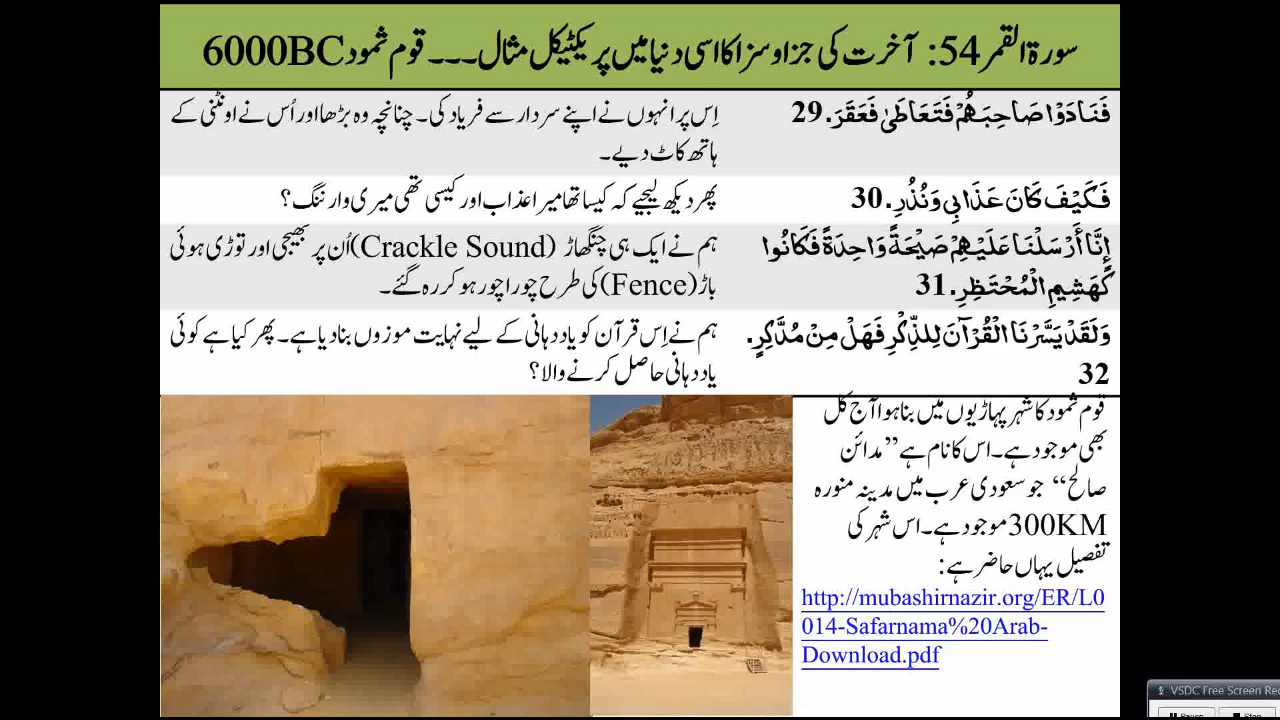 سورۃ القمر54: آخرت کی جزا و سزا کا اسی دنیا میں پریکٹیکل مثال۔۔۔ قوم ثمود6000BC
فَنَادَوْا صَاحِبَهُمْ فَتَعَاطَىٰ فَعَقَرَ. 29
اِس پر انہوں نے اپنے سردار سے فریاد کی۔ چنانچہ وہ بڑھا اور اُس نے اونٹنی کے
ہاتھ کاٹ دیے۔
فَكَيْفَ كَانَ عَذَابِي وَنُذُرِ. 30
پھر دیکھ لیجیے کہ کیسا تھا میرا عذاب اور کیسی تھی میری وارننگ؟
إِنَّا أَرْسَلْنَا عَلَيْهِمْ صَيْحَةً وَاحِدَةً فَكَانُوا
كَهَشِيمِ الْمُحْتَظِرِ. 31
ہم نے ایک ہی چنگھاڑ (Crackle Sound)اُن پر بھیجی اور توڑی ہوئی
باڑ(Fence)کی طرح چورا چور ہو کر رہ گئے۔
وَلَقَدْ يَسَّرْنَا الْقُرْآنَ لِلذِّكْرِ فَهَلْ مِنْ مُدَّكِرٍ.
32
ہم نے اِس قرآن کو یاددہانی کے لیے نہایت موزوں بنا دیا ہے۔ پھر کیا ہے کوئی
یاددہانی حاصل کرنے والا؟
قوم ثمود کا شہر پہاڑیوں میں بنا ہوا آج کل
بھی موجود ہے۔ اس کا نام ہے ”مدائن
صالح“ جو سعودی عرب میں مدینہ منورہ
300KM موجود ہے۔ اس شہر کی
تفصیل یہاں حاضر ہے:
http://mubashirnazir.org/ER/L0
014-Safarnama%20Arab-
Download.pdf
VSDC Free Screen Rec
Pause
Stop